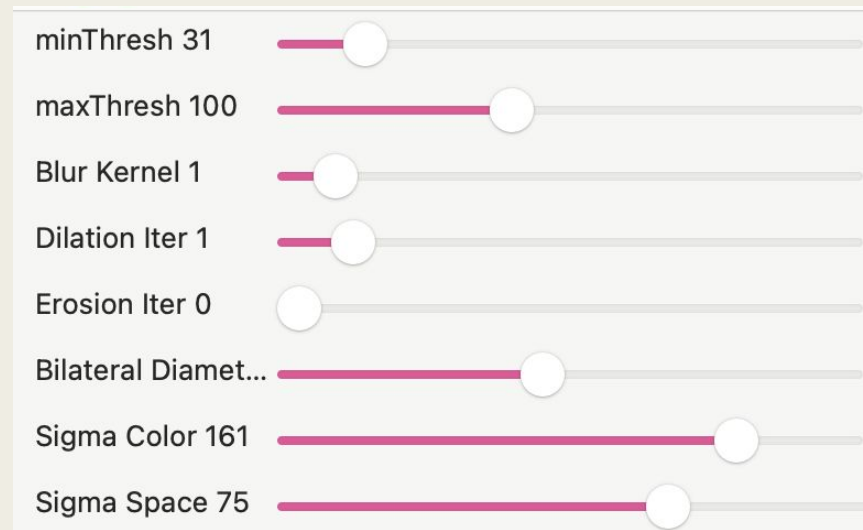 minThresh 31
maxThresh 100
Blur Kernel 1
Dilation Iter 1
Erosion Iter 0
Bilateral Diamet...
Sigma Color 161
Sigma Space 75